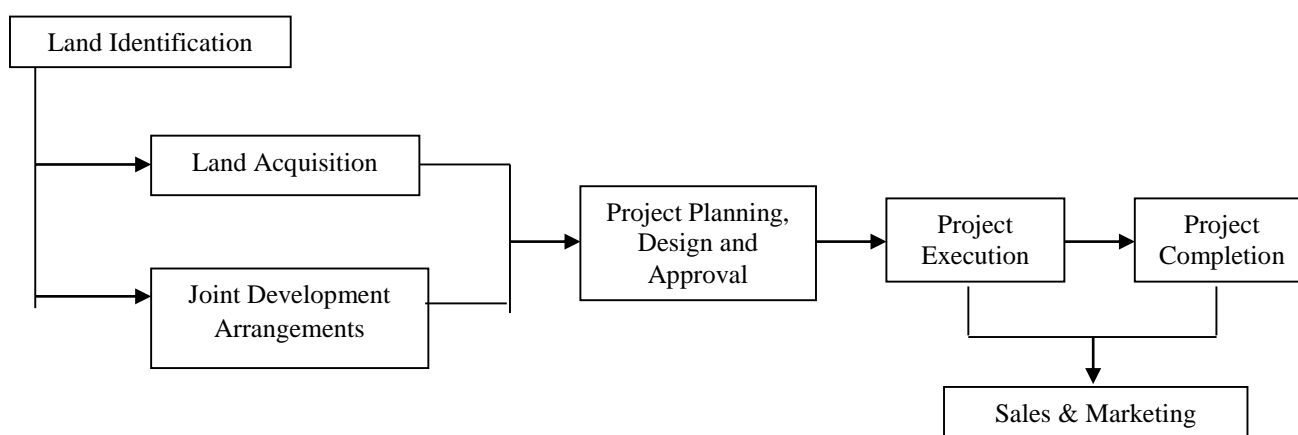 Land Identification
Land Acquisition
Joint Development
Arrangements
Project Planning,
Design and
Approval
Project
Execution
Project
Completion
Sales & Marketing